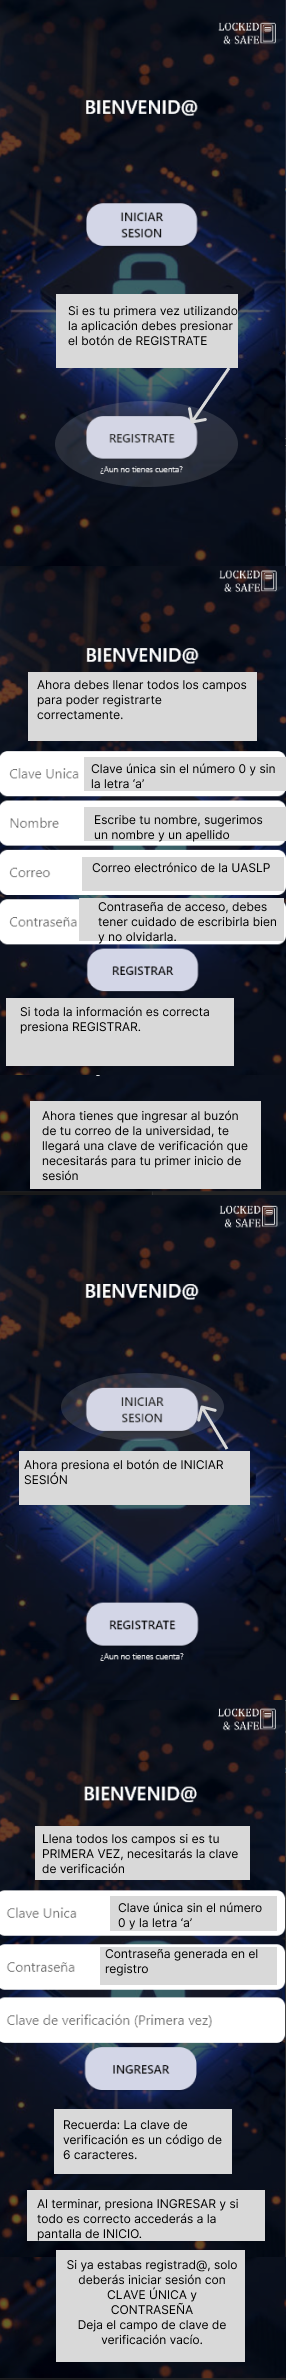 LOCKED
& SAFE
BIENVENID@
INICIAR
SESION
Si es tu primera vez utilizando
la aplicación debes presionar
el botón de REGISTRATE
REGISTRATE
¿Aun no tienes cuenta?
LOCKED
& SAFE
BIENVENID@
Ahora debes llenar todos los campos
para poder registrarte
correctamente.
Clave Unica
Clave única sin el número 0 y sin
la letra ‘a’
Nombre
Escribe tu nombre, sugerimos
un nombre y un apellido
Correo
Correo electrónico de la UASLP
Contraseña
Contraseña de acceso, debes
tener cuidado de escribirla bien
y no olvidarla.
REGISTRAR
Si toda la información es correcta
presiona REGISTRAR.
Ahora tienes que ingresar al buzón
de tu correo de la universidad, te
llegará una clave de verificación que
necesitarás para tu primer inicio de
sesión
LOCKED
& SAFE
BIENVENID@
INICIAR
SESION
Ahora presiona el botón de INICIAR
SESIÓN
REGISTRATE
¿Aun no tienes cuenta?
LOCKED
& SAFE
BIENVENID@
Llena todos los campos si es tu
PRIMERA VEZ, necesitarás la clave
de verificación
Clave Unica
Clave única sin el número
0 y la letra ‘a’
Contraseña
Contraseña generada en el
registro
Clave de verificación (Primera vez)
INGRESAR
Recuerda: La clave de
verificación es un código de
6 caracteres.
Al terminar, presiona INGRESAR y si
todo es correcto accederás a la
pantalla de INICIO.
Si ya estabas registrad@, solo
deberás iniciar sesión con
CLAVE ÚNICA y
CONTRASEÑA
Deja el campo de clave de
verificación vacío.